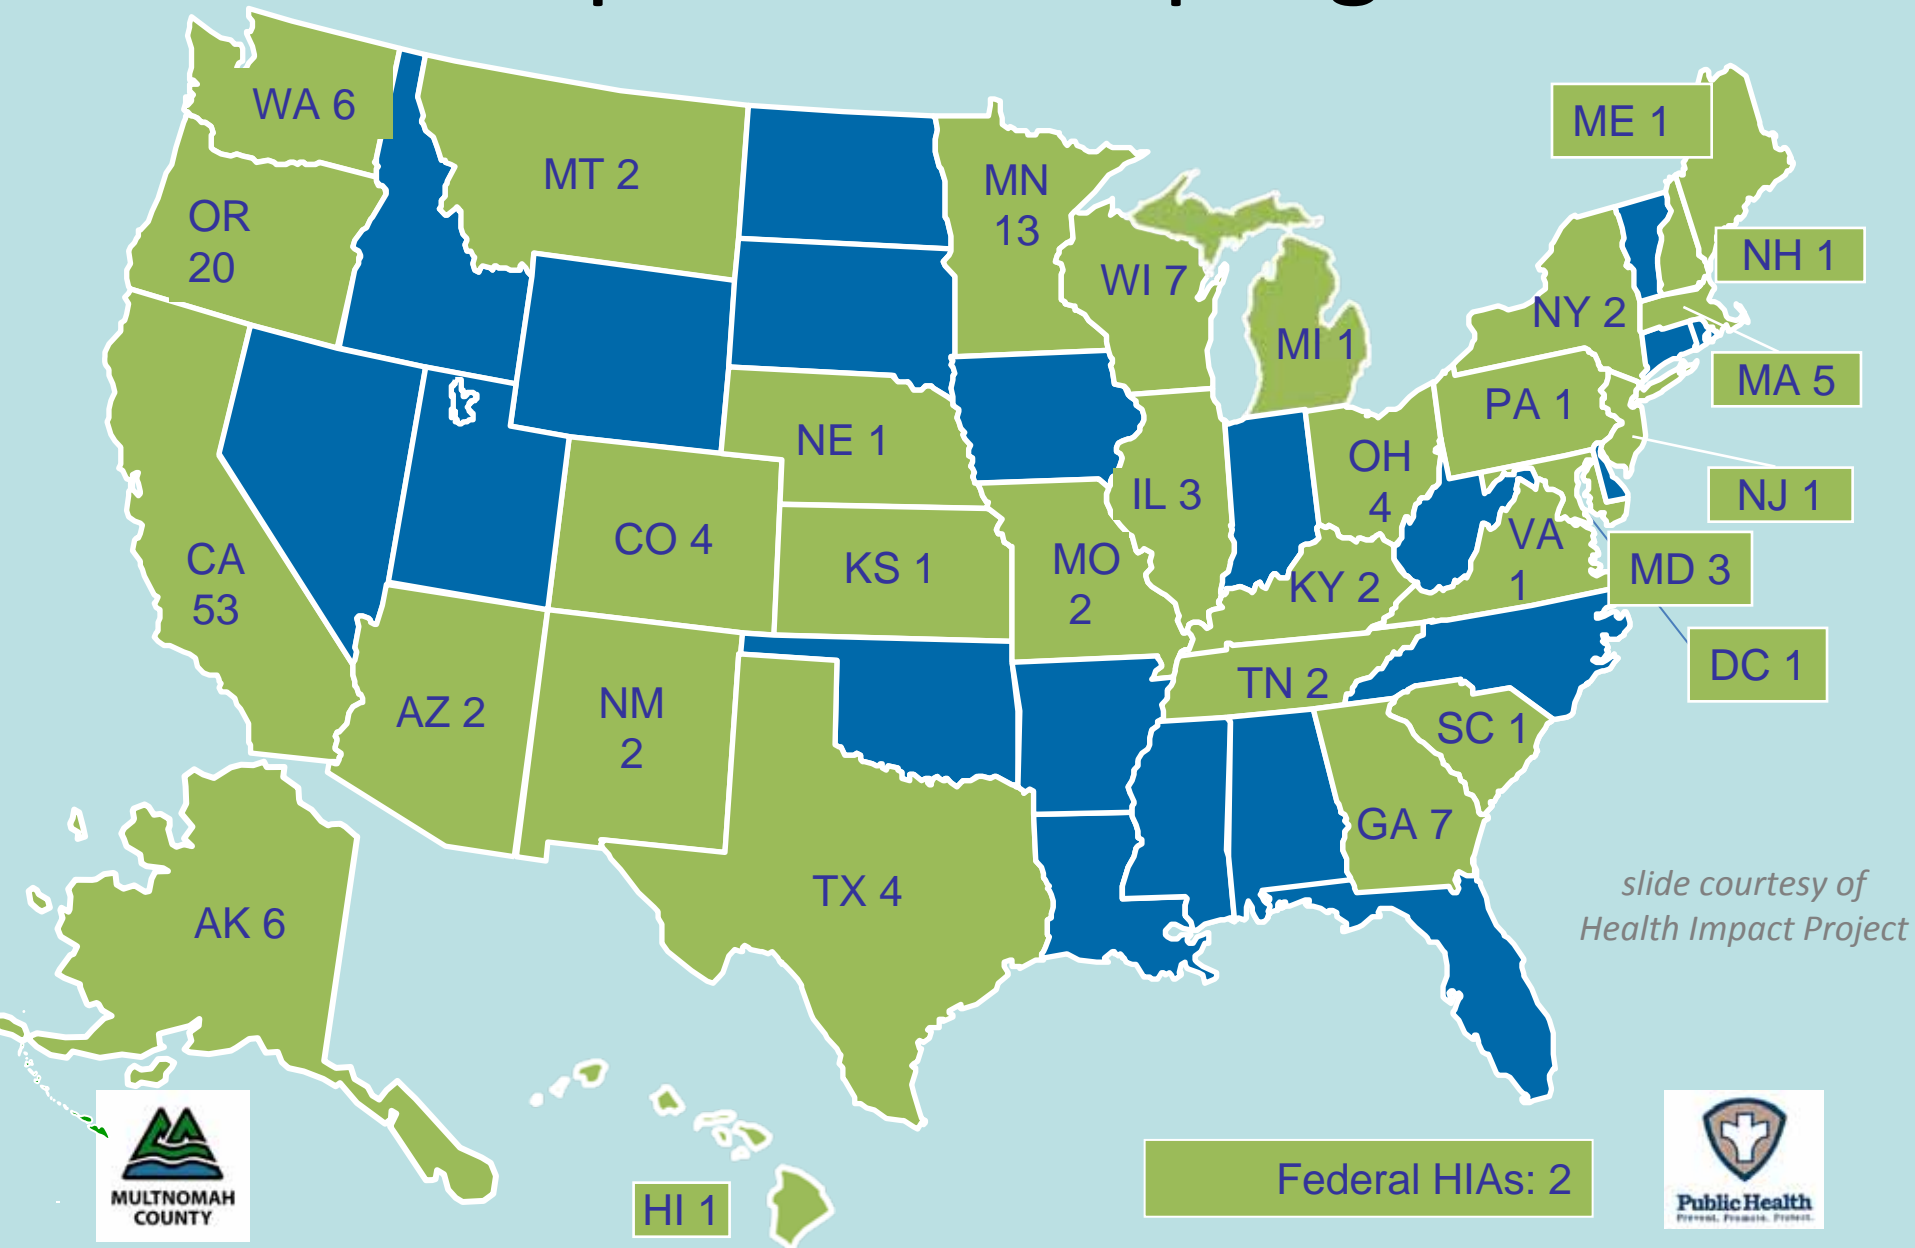 WA 6
MT 2
MN
13
ME 1
OR
20
WI 7
NH 1
NY 2
MI 1
MA 5
PA 1
NE 1
OH
4
IL 3
NJ 1
CO 4
KS 1
MO
2
VA
1
CA
53
KY 2
MD 3
TN 2
DC 1
AZ 2
NM
2
SC 1
GA 7
TX 4
AK 6
slide courtesy of
Health Impact Project
MULTNOMAH
COUNTY
HI 1
Federal HIAs: 2
Public Health
Prevent. Promote. Protect.